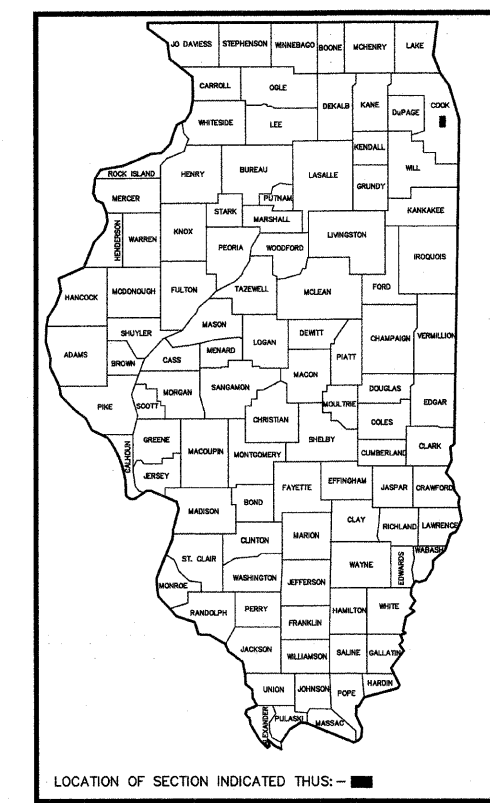 JO DAVIESS STEPHENSON WINNEBAGO BOONE MCHENRY LAKE
CARROLL OGLE
DEKALB KANE DuPAGE COOK
WHITESIDE LEE
KENDALL
WILL
ROCK ISLAND HENRY BUREAU LASALLE GRUNDY
MERCER PUTNAM KANKAKEE
STARK MARSHALL
HENDERSON WARREN KNOX PEORIA WOODFORD LIVINGSTON IROQUOIS
HANCOCK MCDONOUGH FULTON TAZEWELL MCLEAN FORD
MASON
SHUYLER LOGAN DEWITT CHAMPAIGN VERMILLION
ADAMS BROWN CASS MENARD PIATT
MACON
PIKE SCOTT MORGAN SANGAMON DOUGLAS EDGAR
CHRISTIAN MOULTRIE
CALHOUN GREENE MACOUPIN MONTGOMERY SHELBY COLES
CUMBERLAND CLARK
JERSEY FAYETTE EFFINGHAM JASPAR CRAWFORD
MADISON BOND
CLAY RICHLAND LAWRENCE
CLINTON MARION WABASH
ST. CLAIR WAYNE EDWARDS
MONROE WASHINGTON JEFFERSON
RANDOLPH PERRY HAMILTON WHITE
FRANKLIN
JACKSON WILLIAMSON SALINE GALLATIN
UNION JOHNSON POPE HARDIN
ALEXANDER PULASKI MASSAC
LOCATION OF SECTION INDICATED THUS: –